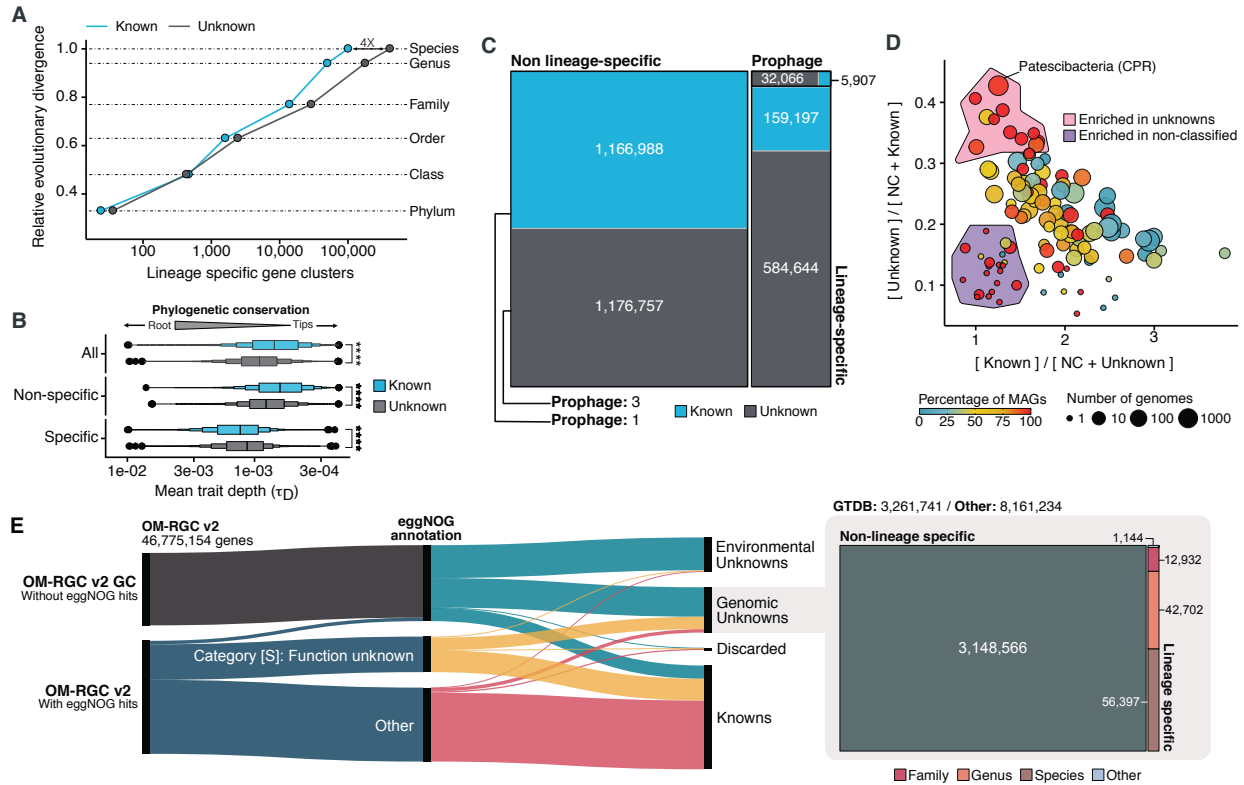 A
Known
Unknown
Relative evolutionary divergence
1.0
0.8
0.6
0.4
4X
Species
Genus
Family
Order
Class
Phylum
100
1,000
10,000
100,000
Lineage specific gene clusters
B
Phylogenetic conservation
Root
Tips
All
Non-specific
Specific
****
****
****
Known
Unknown
1e-02
3e-03
1e-03
3e-04
Mean trait depth (τD)
C
Non lineage-specific
Prophage
32,066
5,907
159,197
1,166,988
584,644
1,176,757
Lineage-specific
Prophage: 3
Prophage: 1
Known
Unknown
D
Patescibacteria (CPR)
Enriched in unknowns
Enriched in non-classified
[ Unknown ] / [ NC + Known ]
0.4
0.3
0.2
0.1
1
2
3
[ Known ] / [ NC + Unknown ]
Percentage of MAGs
0
25
50
75
100
Number of genomes
1
10
100
1000
E
OM-RGC v2
46,775,154 genes
eggNOG
annotation
OM-RGC v2 GC
Without eggNOG hits
OM-RGC v2
With eggNOG hits
Category [S]: Function unknown
Other
Environmental
Unknowns
Genomic
Unknowns
Discarded
Knowns
GTDB: 3,261,741 / Other: 8,161,234
Non-lineage specific
1,144
12,932
42,702
3,148,566
56,397
Lineage specific
Family
Genus
Species
Other